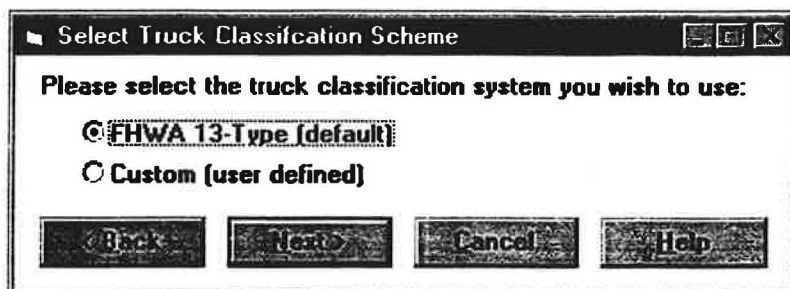 Select Truck Classifcation Scheme
Please select the truck classification system you wish to use:
FHWA 13-Type (default)
Custom (user defined)
< Back Next > Cancel Help